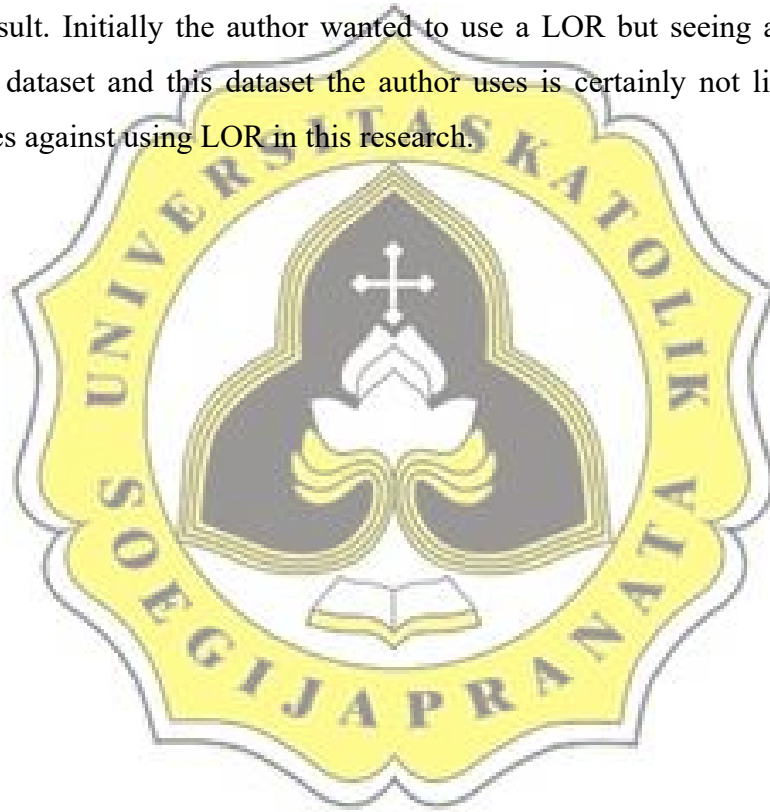 sult. Initially the author wanted to use a LOR but seeing a
dataset and this dataset the author uses is certainly not li
es against using LOR in this research.
UNIVERSITAS KATOLIK
SOEGIJAPRANATA